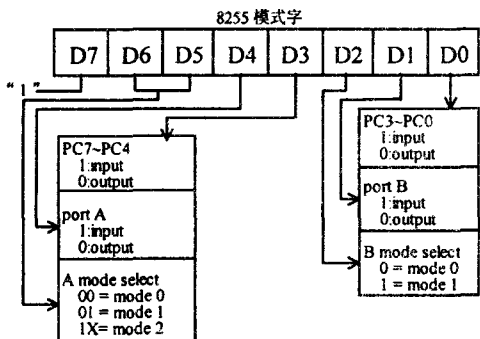 8255 模式字
D7 D6 D5 D4 D3 D2 D1 D0
“1”
PC7~PC4
1:input
0:output
port A
1:input
0:output
A mode select
00 = mode 0
01 = mode 1
1X= mode 2
PC3~PC0
1:input
0:output
port B
1:input
0:output
B mode select
0 = mode 0
1 = mode 1